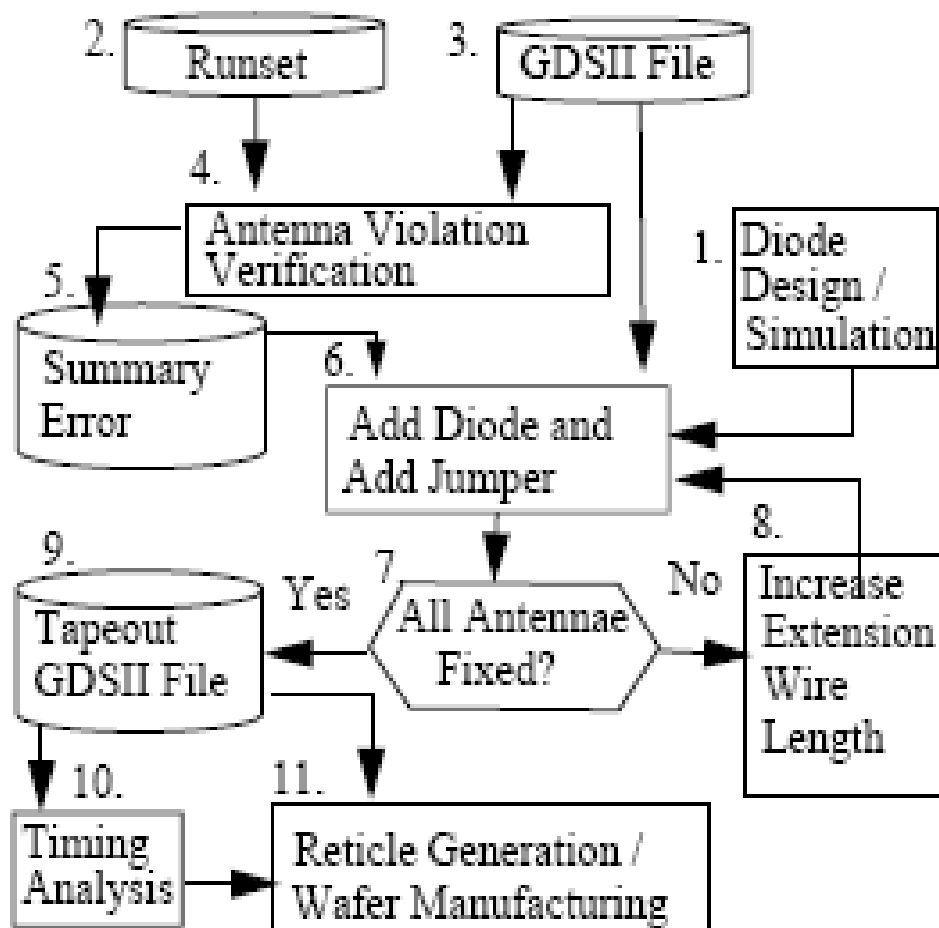 2.
Runset
3.
GDSII File
4.
Antenna Violation
Verification
1.
Diode
Design /
Simulation
5.
Summary
Error
6.
Add Diode and
Add Jumper
7
All Antennae
Fixed?
Yes
No
8.
Increase
Extension
Wire
Length
9.
Tapeout
GDSII File
10.
Timing
Analysis
11.
Reticle Generation /
Wafer Manufacturing